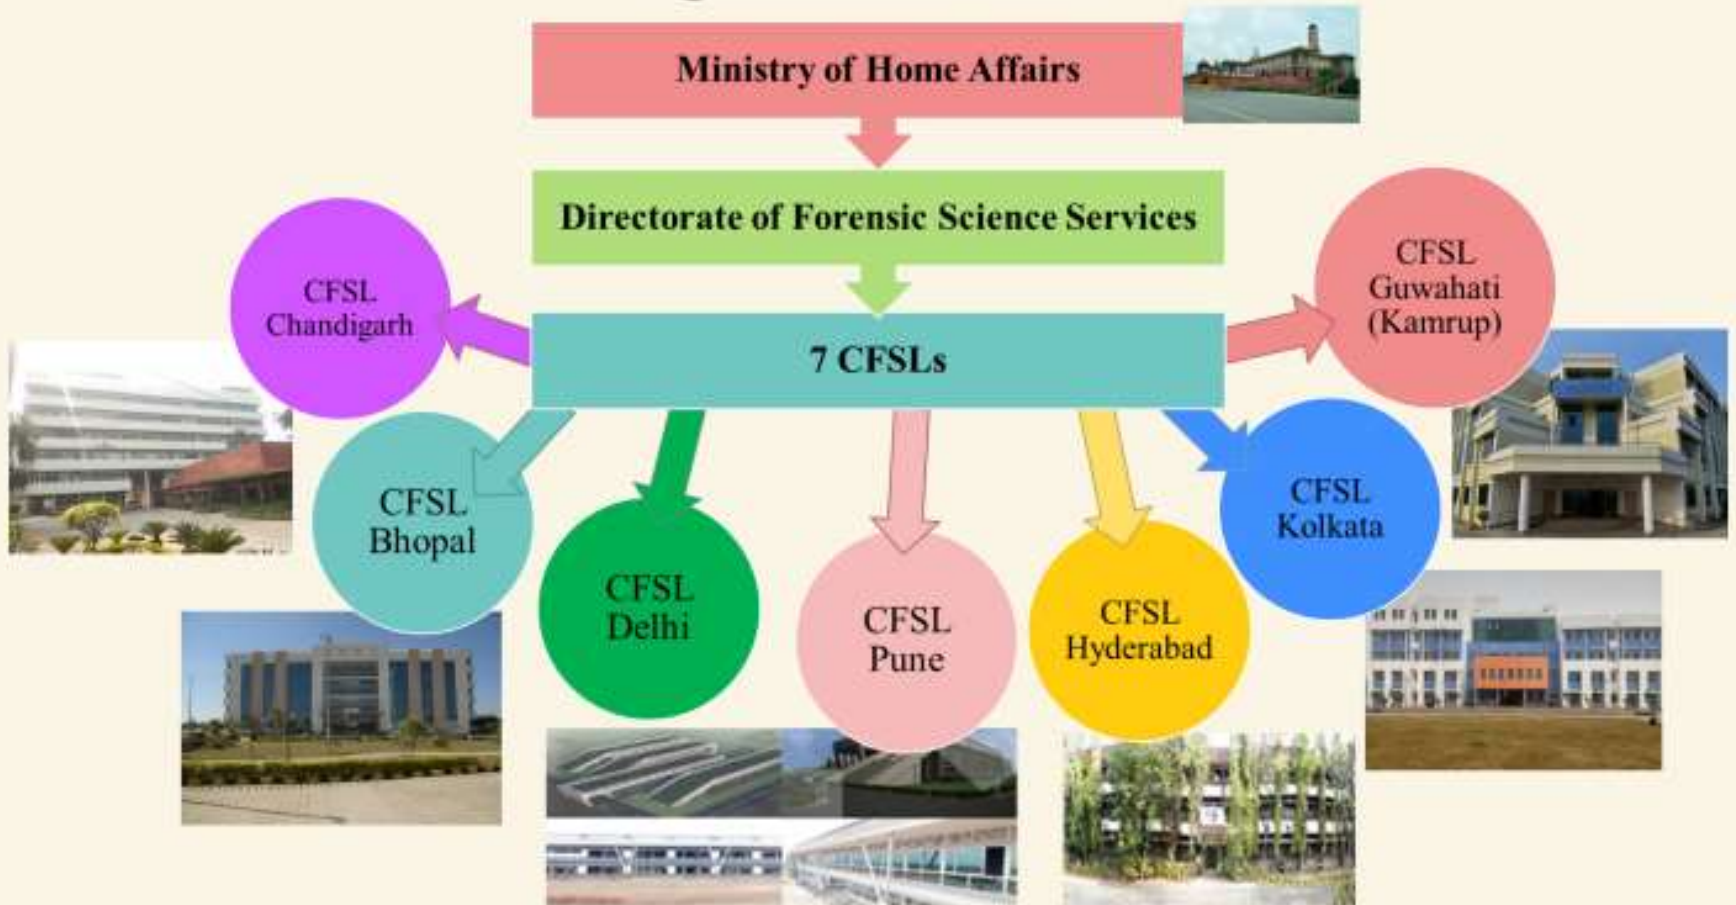 Ministry of Home Affairs
Directorate of Forensic Science Services
7 CFSLs
CFSL
Chandigarh
CFSL
Bhopal
CFSL
Delhi
CFSL
Pune
CFSL
Hyderabad
CFSL
Kolkata
CFSL
Guwahati
(Kamrup)